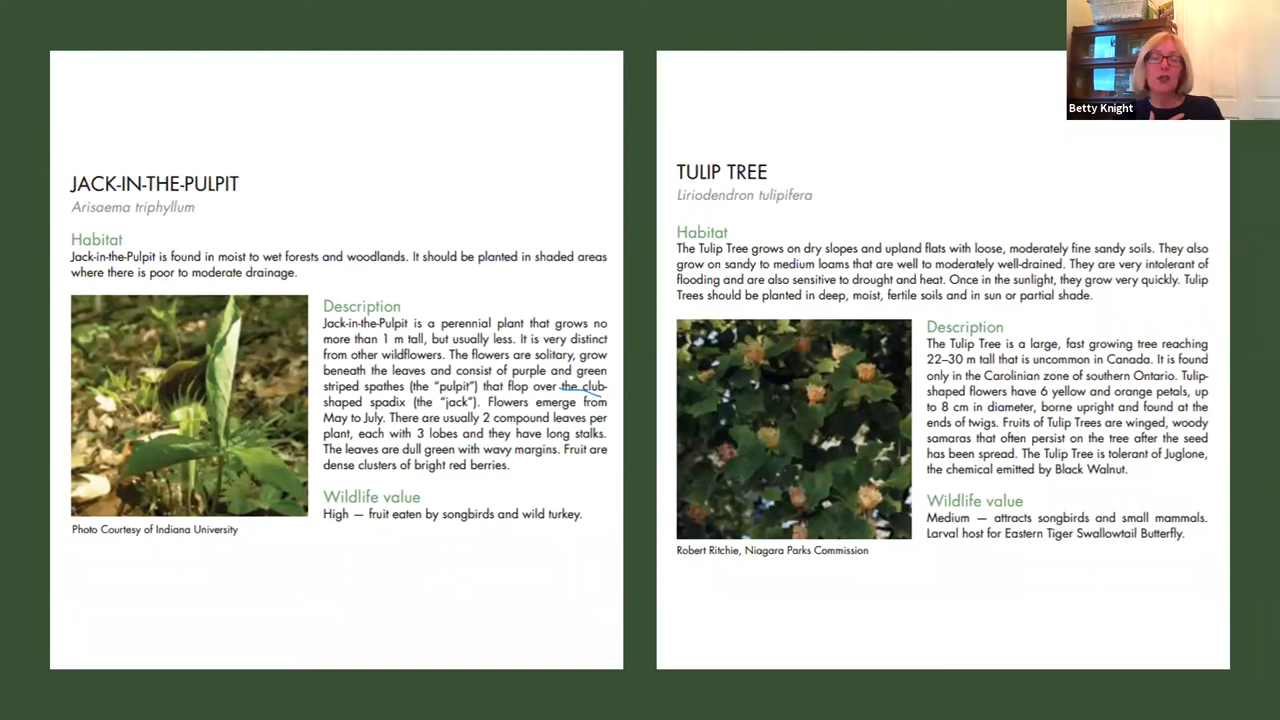 Betty Knight
JACK-IN-THE-PULPIT
Arisaema triphyllum
Habitat
Jack-in-the-Pulpit is found in moist to wet forests and woodlands. It should be planted in shaded areas
where there is poor to moderate drainage.
Description
Jack-in-the-Pulpit is a perennial plant that grows no
more than 1 m tall, but usually less. It is very distinct
from other wildflowers. The flowers are solitary, grow
beneath the leaves and consist of purple and green
striped spathes (the “pulpit”) that flop over the club-
shaped spadix (the “jack”). Flowers emerge from
May to July. There are usually 2 compound leaves per
plant, each with 3 lobes and they have long stalks.
The leaves are dull green with wavy margins. Fruit are
dense clusters of bright red berries.
Wildlife value
High — fruit eaten by songbirds and wild turkey.
Photo Courtesy of Indiana University
TULIP TREE
Liriodendron tulipifera
Habitat
The Tulip Tree grows on dry slopes and upland flats with loose, moderately fine sandy soils. They also
grow on sandy to medium loams that are well to moderately well-drained. They are very intolerant of
flooding and are also sensitive to drought and heat. Once in the sunlight, they grow very quickly. Tulip
Trees should be planted in deep, moist, fertile soils and in sun or partial shade.
Description
The Tulip Tree is a large, fast growing tree reaching
22–30 m tall that is uncommon in Canada. It is found
only in the Carolinian zone of southern Ontario. Tulip-
shaped flowers have 6 yellow and orange petals, up
to 8 cm in diameter, borne upright and found at the
ends of twigs. Fruits of Tulip Trees are winged, woody
samaras that often persist on the tree after the seed
has been spread. The Tulip Tree is tolerant of Juglone,
the chemical emitted by Black Walnut.
Wildlife value
Medium — attracts songbirds and small mammals.
Larval host for Eastern Tiger Swallowtail Butterfly.
Robert Ritchie, Niagara Parks Commission